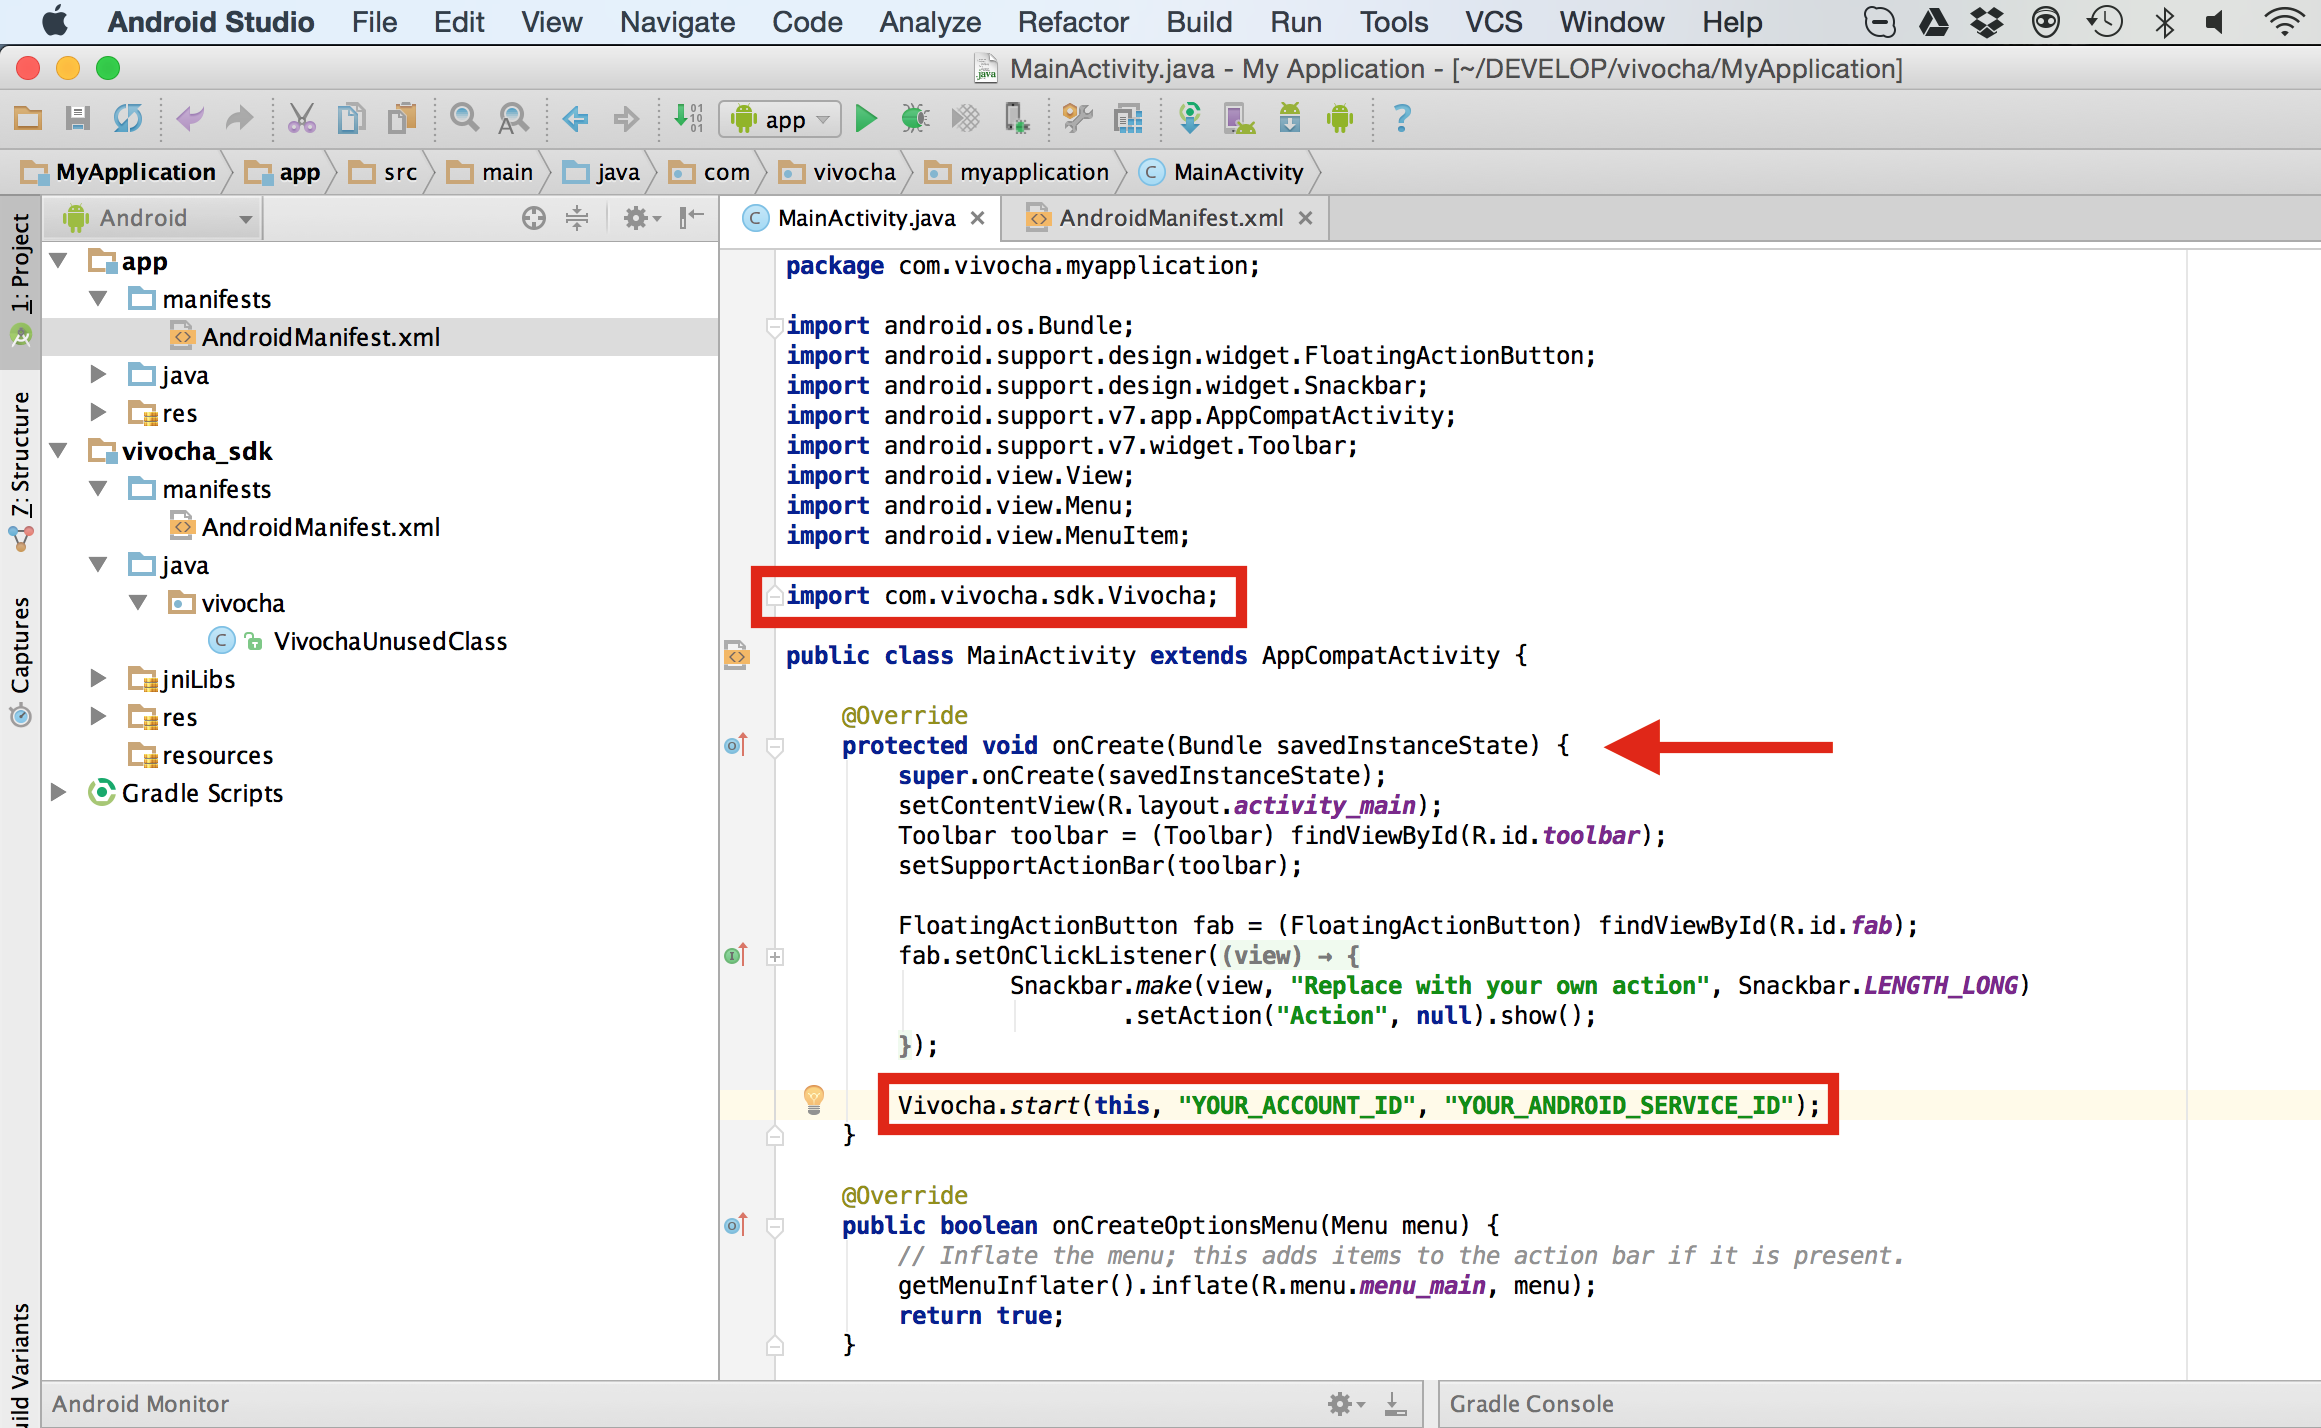 Android Studio File Edit View Navigate Code Analyze Refactor Build Run Tools VCS Window Help
MainActivity.java - My Application - [~/DEVELOP/vivocha/MyApplication]
app
MyApplication app src main java com vivocha myapplication MainActivity
1: Project
7: Structure
Captures
uild Variants
Android
app
manifests
AndroidManifest.xml
java
res
vivocha_sdk
manifests
AndroidManifest.xml
java
vivocha
VivochaUnusedClass
jniLibs
res
resources
Gradle Scripts
MainActivity.java AndroidManifest.xml
package com.vivocha.myapplication;
import android.os.Bundle;
import android.support.design.widget.FloatingActionButton;
import android.support.design.widget.Snackbar;
import android.support.v7.app.AppCompatActivity;
import android.support.v7.widget.Toolbar;
import android.view.View;
import android.view.Menu;
import android.view.MenuItem;
import com.vivocha.sdk.Vivocha;
public class MainActivity extends AppCompatActivity {
@Override
protected void onCreate(Bundle savedInstanceState) {
super.onCreate(savedInstanceState);
setContentView(R.layout.activity_main);
Toolbar toolbar = (Toolbar) findViewById(R.id.toolbar);
setSupportActionBar(toolbar);
FloatingActionButton fab = (FloatingActionButton) findViewById(R.id.fab);
fab.setOnClickListener((view) → {
Snackbar.make(view, "Replace with your own action", Snackbar.LENGTH_LONG)
.setAction("Action", null).show();
});
Vivocha.start(this, "YOUR_ACCOUNT_ID", "YOUR_ANDROID_SERVICE_ID");
}
@Override
public boolean onCreateOptionsMenu(Menu menu) {
// Inflate the menu; this adds items to the action bar if it is present.
getMenuInflater().inflate(R.menu.menu_main, menu);
return true;
}
Android Monitor
Gradle Console